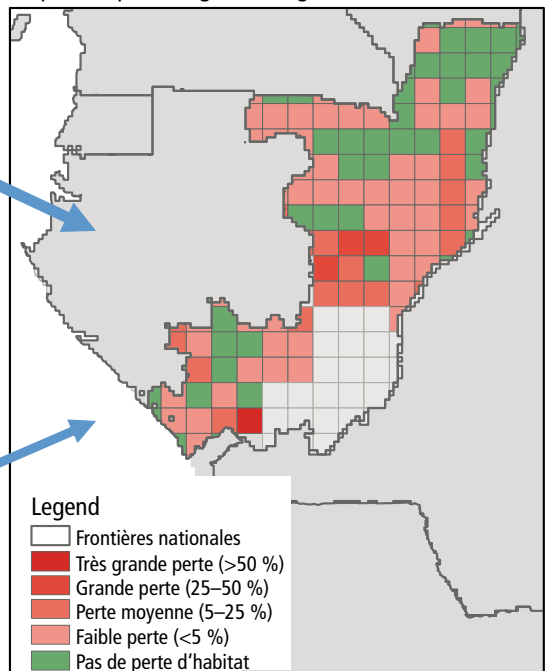 Legend
Frontières nationales
Très grande perte (>50 %)
Grande perte (25–50 %)
Perte moyenne (5–25 %)
Faible perte (<5 %)
Pas de perte d'habitat